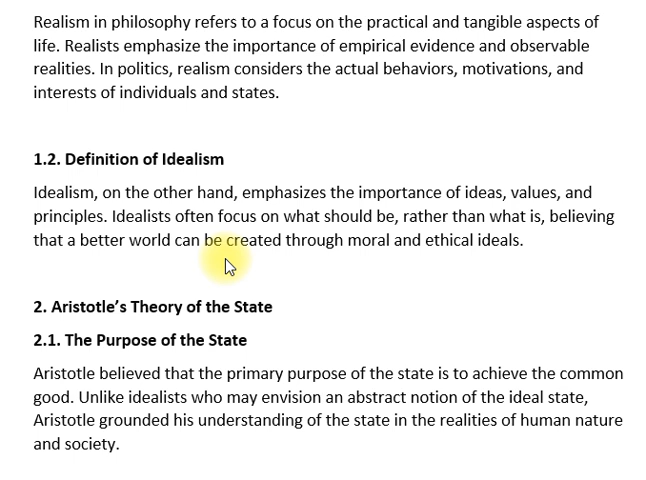 Realism in philosophy refers to a focus on the practical and tangible aspects of
life. Realists emphasize the importance of empirical evidence and observable
realities. In politics, realism considers the actual behaviors, motivations, and
interests of individuals and states.
1.2. Definition of Idealism
Idealism, on the other hand, emphasizes the importance of ideas, values, and
principles. Idealists often focus on what should be, rather than what is, believing
that a better world can be created through moral and ethical ideals.
2. Aristotle’s Theory of the State
2.1. The Purpose of the State
Aristotle believed that the primary purpose of the state is to achieve the common
good. Unlike idealists who may envision an abstract notion of the ideal state,
Aristotle grounded his understanding of the state in the realities of human nature
and society.